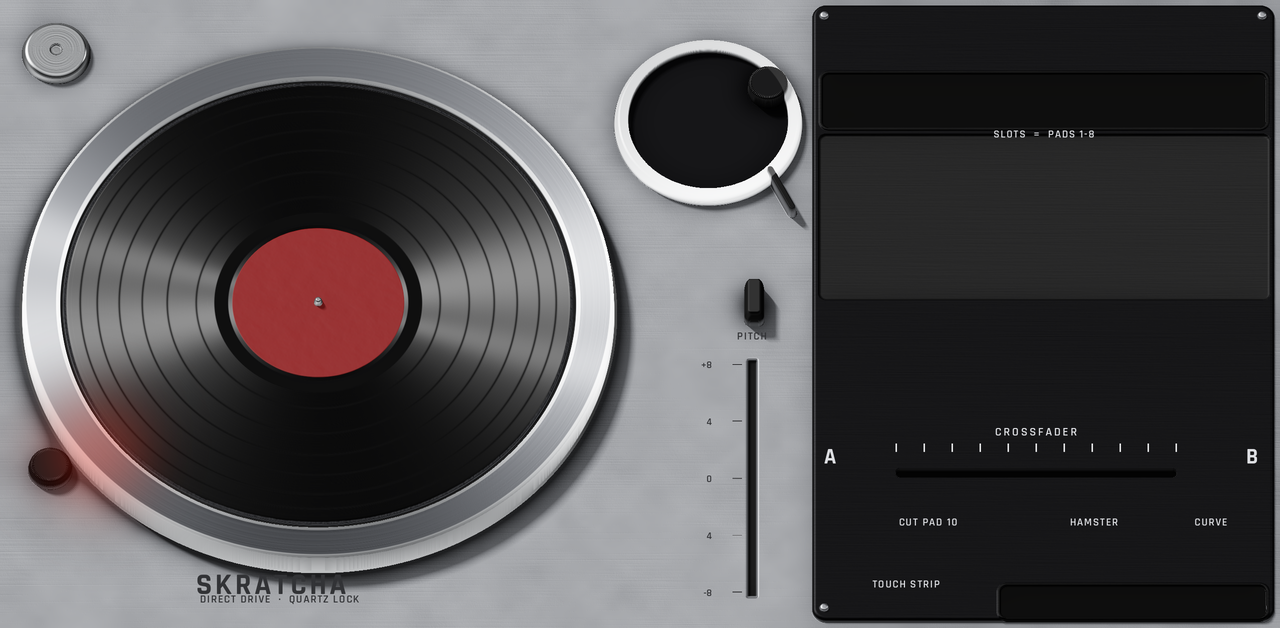 SLOTS = PADS 1-8
PITCH
+8
4
0
4
-8
CROSSFADER
A
B
CUT PAD 10
HAMSTER
CURVE
TOUCH STRIP
SKRATCHA
DIRECT DRIVE · QUARTZ LOCK